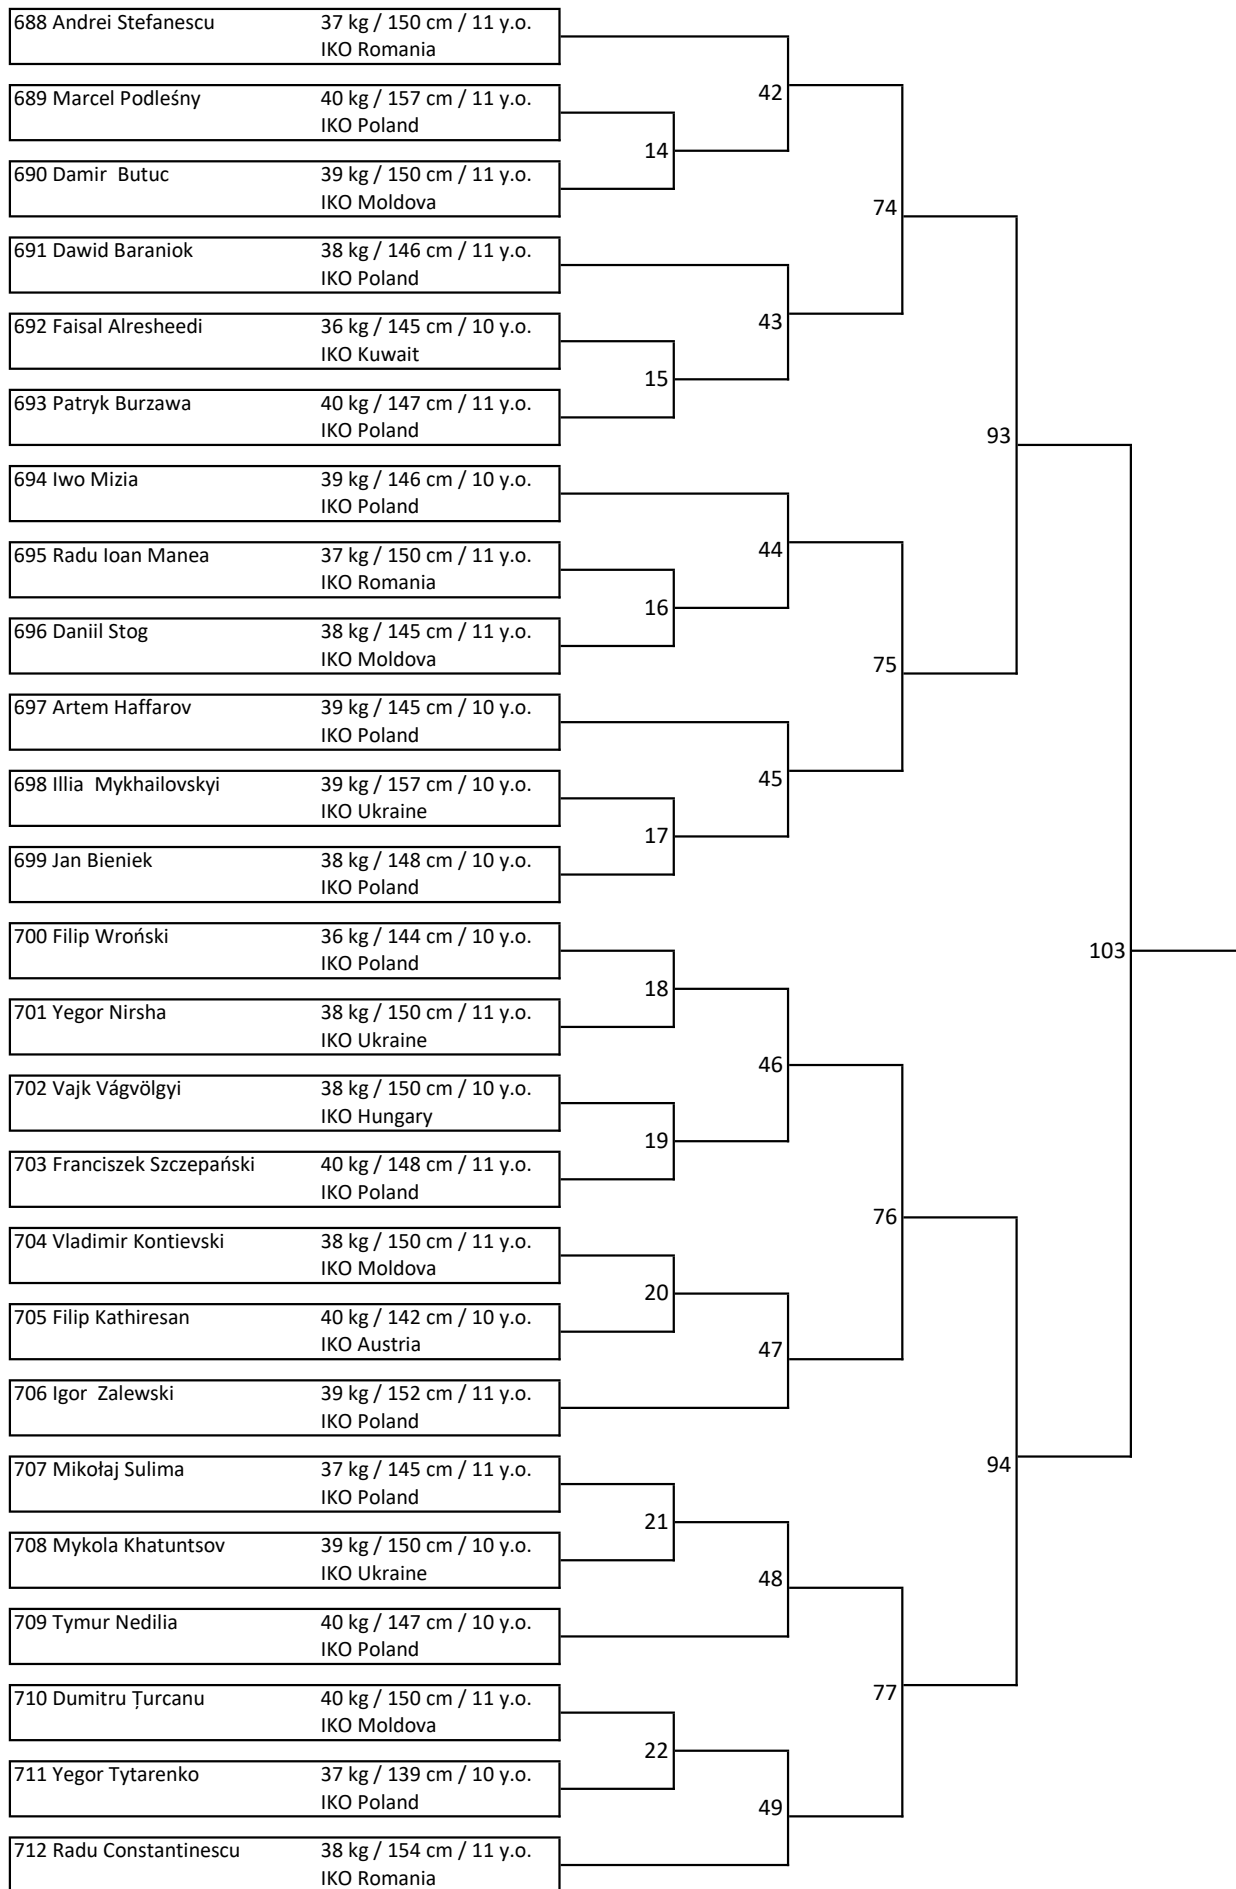 688 Andrei Stefanescu 37 kg / 150 cm / 11 y.o.
IKO Romania
42
689 Marcel Podleśny 40 kg / 157 cm / 11 y.o.
IKO Poland
14
690 Damir  Butuc 39 kg / 150 cm / 11 y.o.
IKO Moldova
74
691 Dawid Baraniok 38 kg / 146 cm / 11 y.o.
IKO Poland
43
692 Faisal Alresheedi 36 kg / 145 cm / 10 y.o.
IKO Kuwait
15
693 Patryk Burzawa 40 kg / 147 cm / 11 y.o.
IKO Poland
93
694 Iwo Mizia 39 kg / 146 cm / 10 y.o.
IKO Poland
44
695 Radu Ioan Manea 37 kg / 150 cm / 11 y.o.
IKO Romania
16
696 Daniil Stog 38 kg / 145 cm / 11 y.o.
IKO Moldova
75
697 Artem Haffarov 39 kg / 145 cm / 10 y.o.
IKO Poland
45
698 Illia  Mykhailovskyi 39 kg / 157 cm / 10 y.o.
IKO Ukraine
17
699 Jan Bieniek 38 kg / 148 cm / 10 y.o.
IKO Poland
700 Filip Wroński 36 kg / 144 cm / 10 y.o.
IKO Poland
103
18
701 Yegor Nirsha 38 kg / 150 cm / 11 y.o.
IKO Ukraine
46
702 Vajk Vágvölgyi 38 kg / 150 cm / 10 y.o.
IKO Hungary
19
703 Franciszek Szczepański 40 kg / 148 cm / 11 y.o.
IKO Poland
76
704 Vladimir Kontievski 38 kg / 150 cm / 11 y.o.
IKO Moldova
20
705 Filip Kathiresan 40 kg / 142 cm / 10 y.o.
IKO Austria
47
706 Igor  Zalewski 39 kg / 152 cm / 11 y.o.
IKO Poland
94
707 Mikołaj Sulima 37 kg / 145 cm / 11 y.o.
IKO Poland
21
708 Mykola Khatuntsov 39 kg / 150 cm / 10 y.o.
IKO Ukraine
48
709 Tymur Nedilia 40 kg / 147 cm / 10 y.o.
IKO Poland
77
710 Dumitru Țurcanu 40 kg / 150 cm / 11 y.o.
IKO Moldova
22
711 Yegor Tytarenko 37 kg / 139 cm / 10 y.o.
IKO Poland
49
712 Radu Constantinescu 38 kg / 154 cm / 11 y.o.
IKO Romania